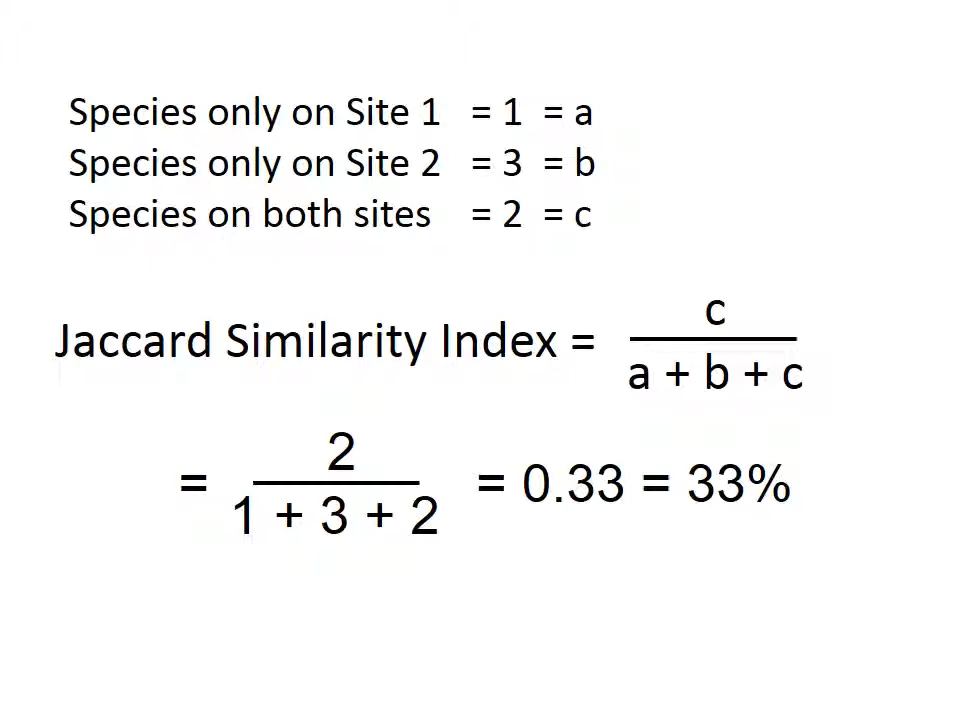 Species only on Site 1 = 1 = a
Species only on Site 2 = 3 = b
Species on both sites = 2 = c
Jaccard Similarity Index = c
a + b + c
= 2
1 + 3 + 2
= 0.33 = 33%